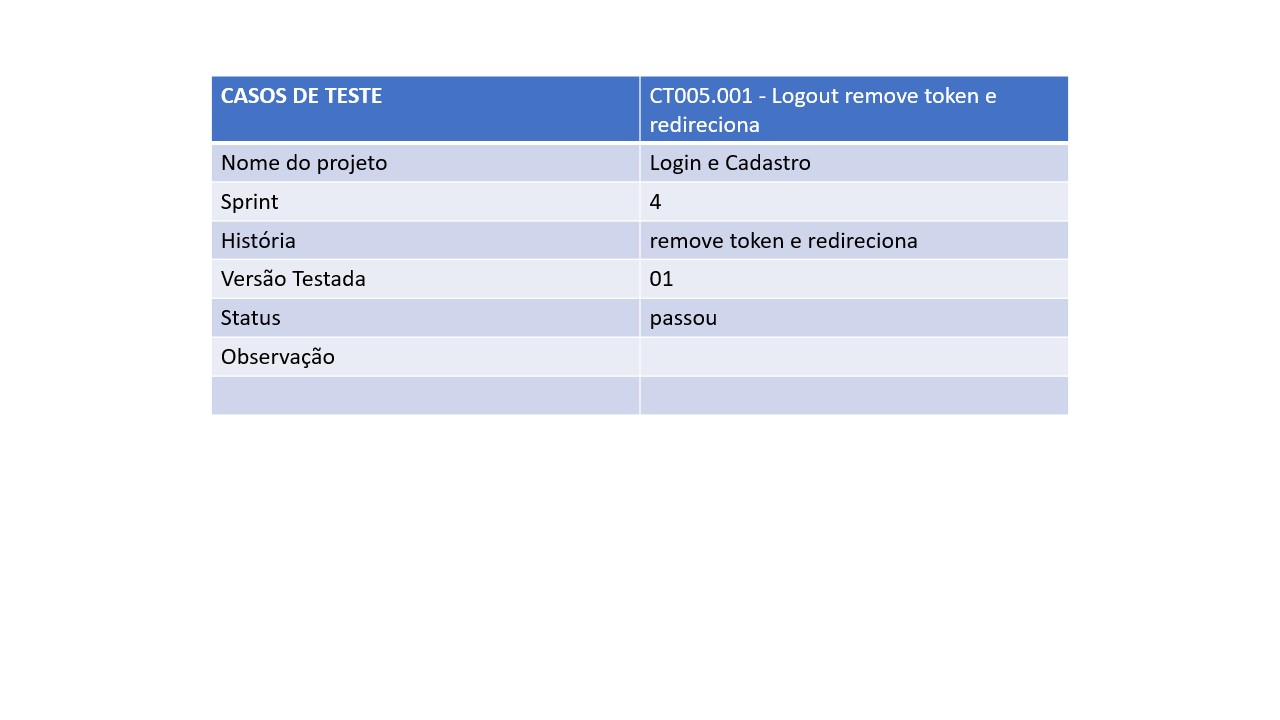 CASOS DE TESTE
CT005.001 - Logout remove token e
redireciona
Nome do projeto
Login e Cadastro
Sprint
4
História
remove token e redireciona
Versão Testada
01
Status
passou
Observação